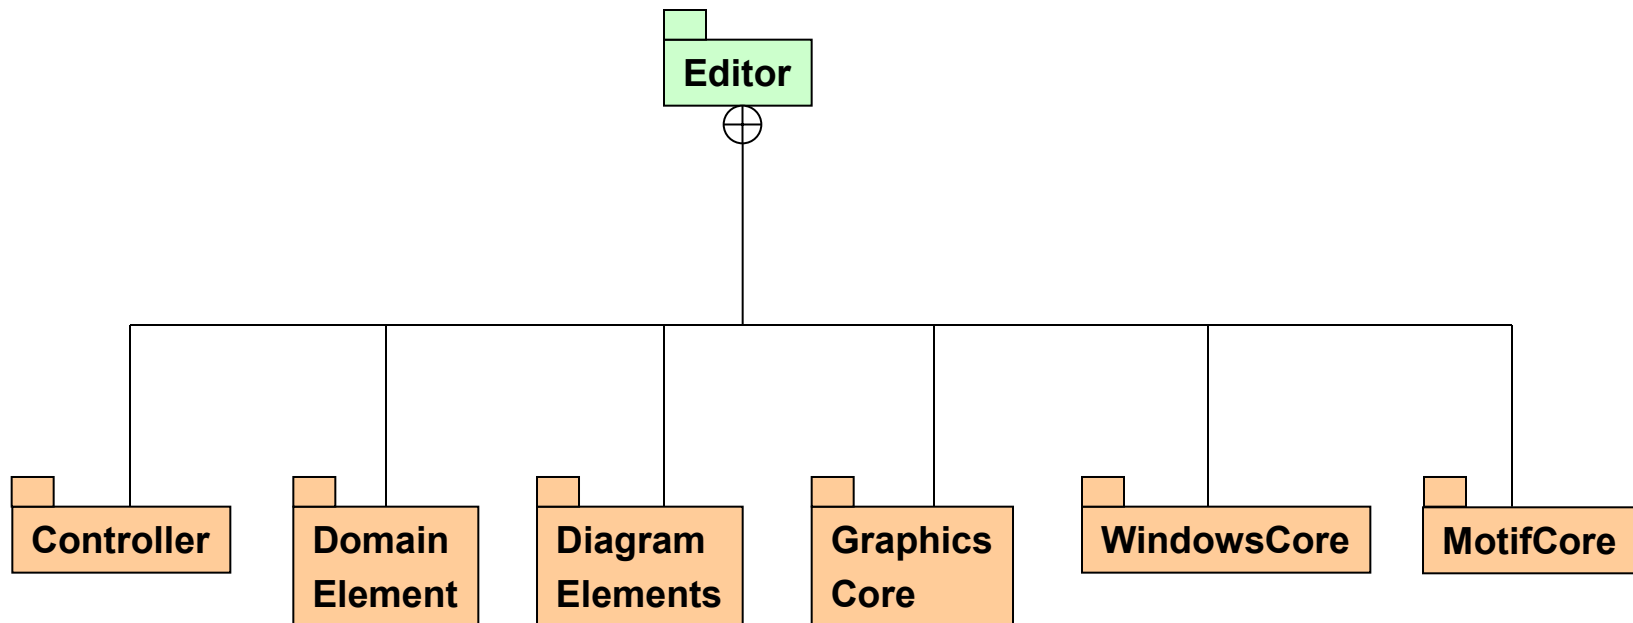 Editor
Controller
Domain
Element
Diagram
Elements
Graphics
Core
WindowsCore
MotifCore